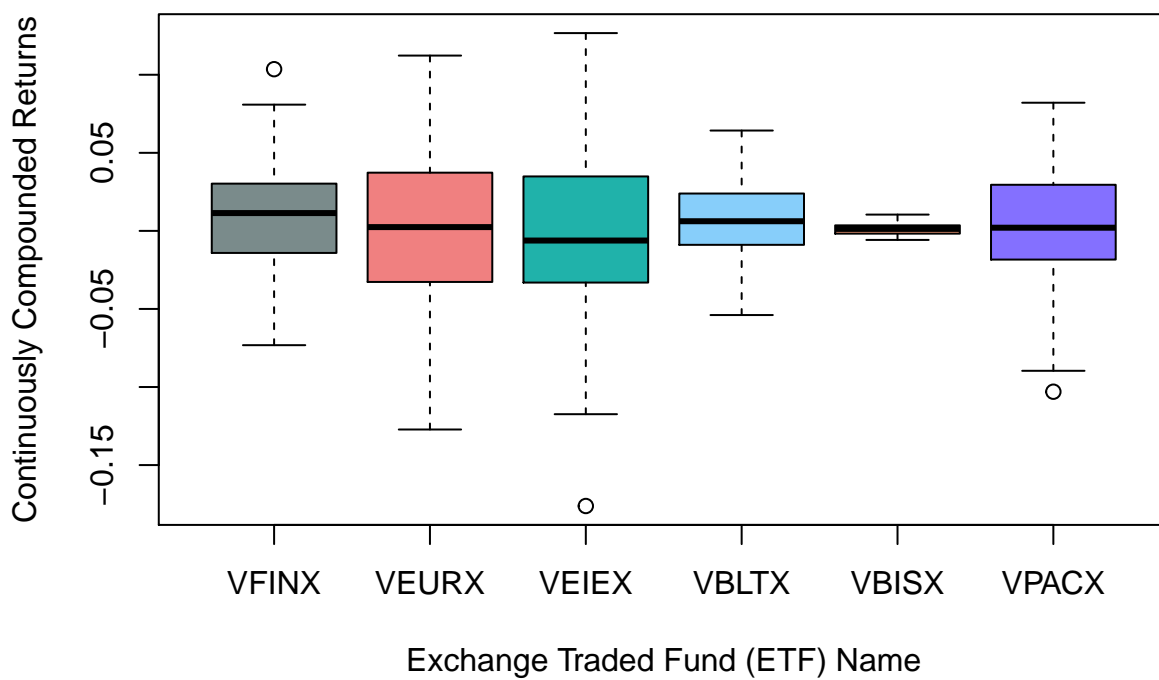 Continuously Compounded Returns
0.05
−0.05
−0.15
VFINX VEURX VEIEX VBLTX VBISX VPACX
Exchange Traded Fund (ETF) Name